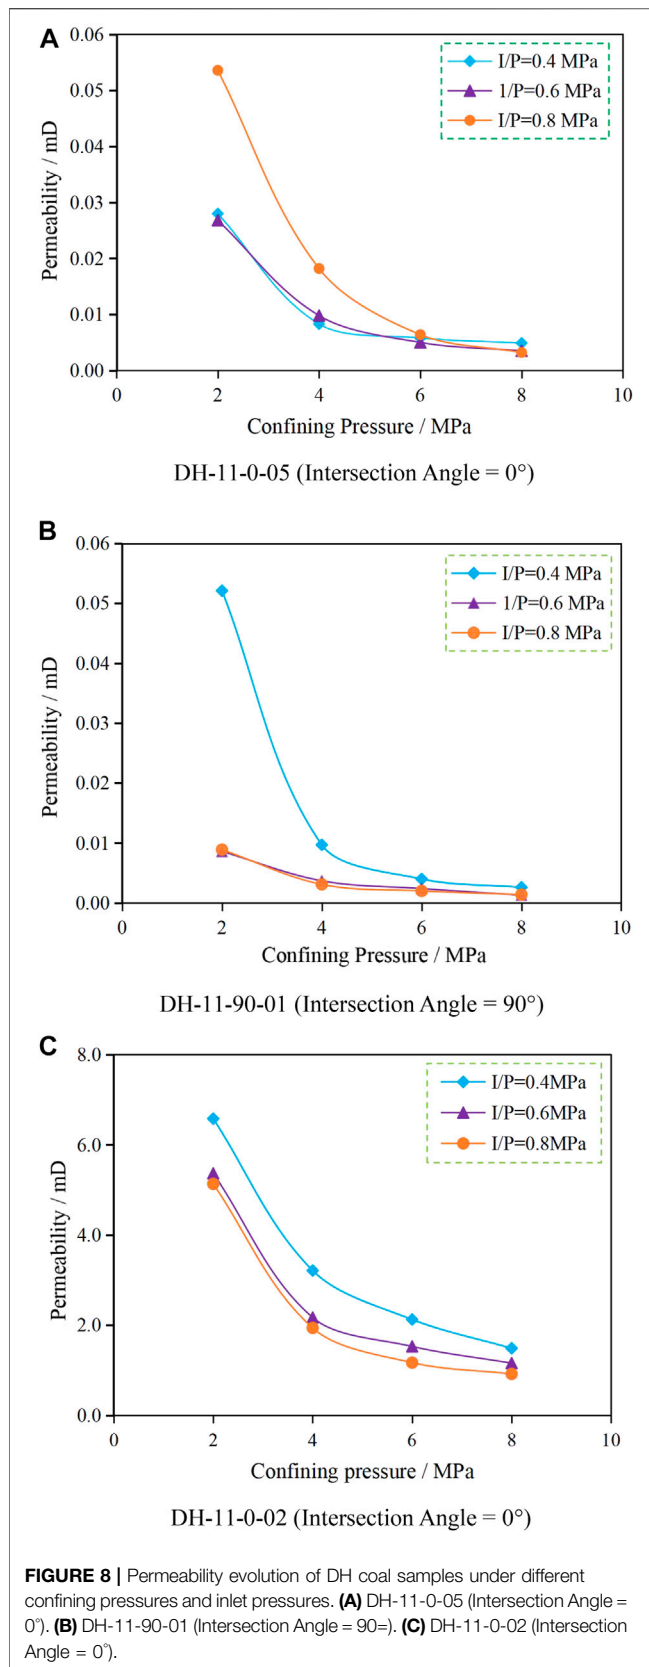 A
0.06
0.05
0.04
0.03
0.02
0.01
0.00
Permeability / mD
I/P=0.4 MPa
1/P=0.6 MPa
I/P=0.8 MPa
0 2 4 6 8 10
Confining Pressure / MPa
DH-11-0-05 (Intersection Angle = 0°)
B
0.06
0.05
0.04
0.03
0.02
0.01
0.00
Permeability / mD
I/P=0.4 MPa
1/P=0.6 MPa
I/P=0.8 MPa
0 2 4 6 8 10
Confining Pressure / MPa
DH-11-90-01 (Intersection Angle = 90°)
C
8.0
6.0
4.0
2.0
0.0
Permeability / mD
I/P=0.4MPa
I/P=0.6MPa
I/P=0.8MPa
0 2 4 6 8 10
Confining pressure / MPa
DH-11-0-02 (Intersection Angle = 0°)
FIGURE 8 | Permeability evolution of DH coal samples under different
confining pressures and inlet pressures. (A) DH-11-0-05 (Intersection Angle =
0°). (B) DH-11-90-01 (Intersection Angle = 90=). (C) DH-11-0-02 (Intersection
Angle = 0°).